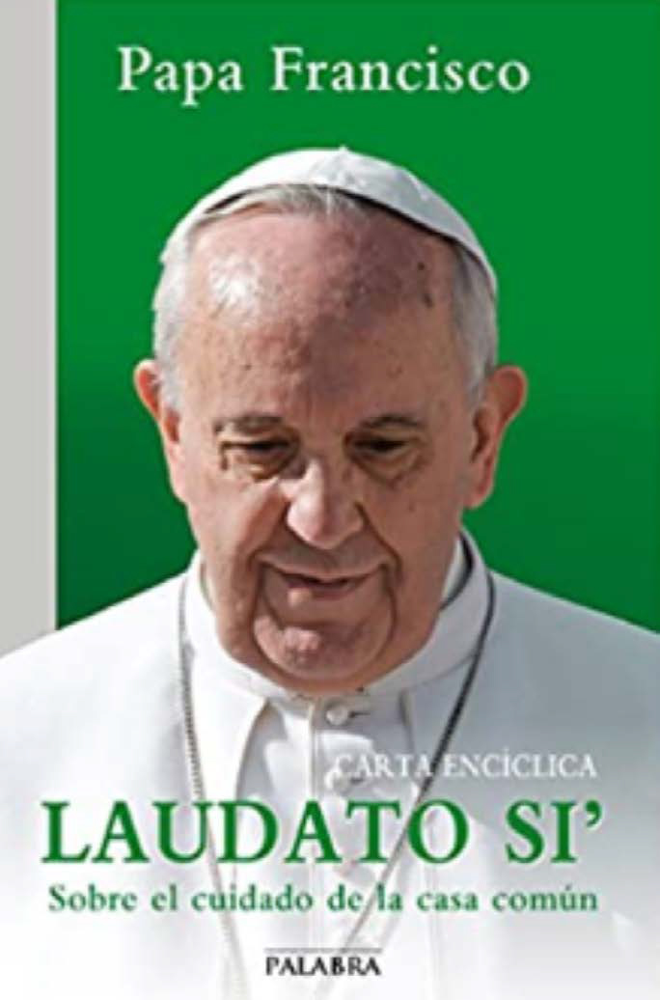 Papa Francisco
CARTA ENCÍCLICA
LAUDATO SI’
Sobre el cuidado de la casa común
PALABRA